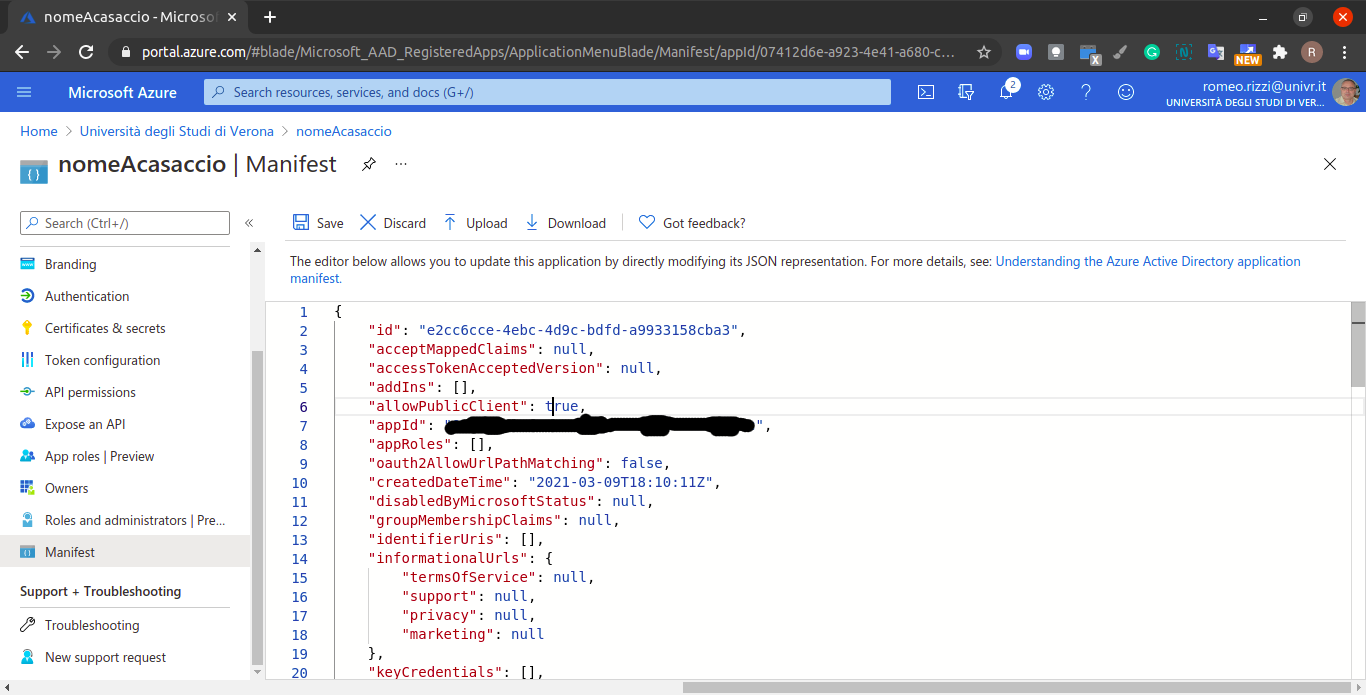 nomeAcasaccio - Microsof
portal.azure.com/#blade/Microsoft_AAD_RegisteredApps/ApplicationMenuBlade/Manifest/appId/07412d6e-a923-4e41-a680-c...
X
NEW
R
Microsoft Azure
Search resources, services, and docs (G+/)
2
romeo.rizzi@univr.it
UNIVERSITÀ DEGLI STUDI DI VER...
Home > Università degli Studi di Verona > nomeAcasaccio
nomeAcasaccio | Manifest
Search (Ctrl+/)
Save
Discard
Upload
Download
Got feedback?
The editor below allows you to update this application by directly modifying its JSON representation. For more details, see: Understanding the Azure Active Directory application
manifest.
Branding
Authentication
Certificates & secrets
Token configuration
API permissions
Expose an API
App roles | Preview
Owners
Roles and administrators | Pre...
Manifest
Support + Troubleshooting
Troubleshooting
New support request
1 {
2 "id": "e2cc6cce-4ebc-4d9c-bdfd-a9933158cba3",
3 "acceptMappedClaims": null,
4 "accessTokenAcceptedVersion": null,
5 "addIns": [],
6 "allowPublicClient": true,
7 "appId": "",
8 "appRoles": [],
9 "oauth2AllowUrlPathMatching": false,
10 "createdDateTime": "2021-03-09T18:10:11Z",
11 "disabledByMicrosoftStatus": null,
12 "groupMembershipClaims": null,
13 "identifierUris": [],
14 "informationalUrls": {
15 "termsOfService": null,
16 "support": null,
17 "privacy": null,
18 "marketing": null
19 },
20 "keyCredentials": [],